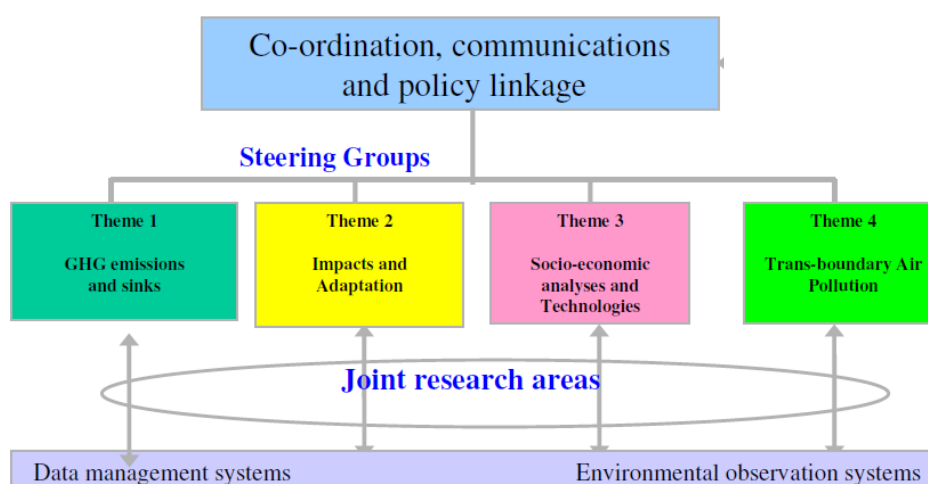 Co-ordination, communications
and policy linkage
Steering Groups
Theme 1
GHG emissions
and sinks
Theme 2
Impacts and
Adaptation
Theme 3
Socio-economic
analyses and
Technologies
Theme 4
Trans-boundary Air
Pollution
Joint research areas
Data management systems
Environmental observation systems